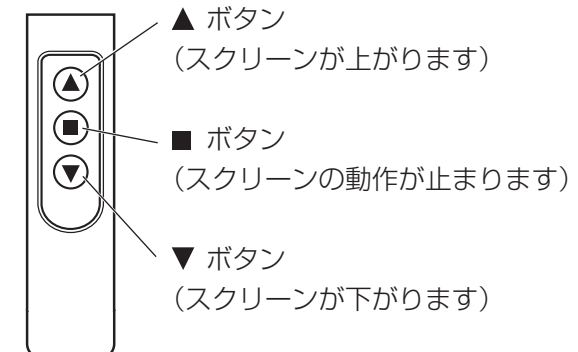 ▲ ボタン
（スクリーンが上がります）
■ ボタン
（スクリーンの動作が止まります）
▼ ボタン
（スクリーンが下がります）